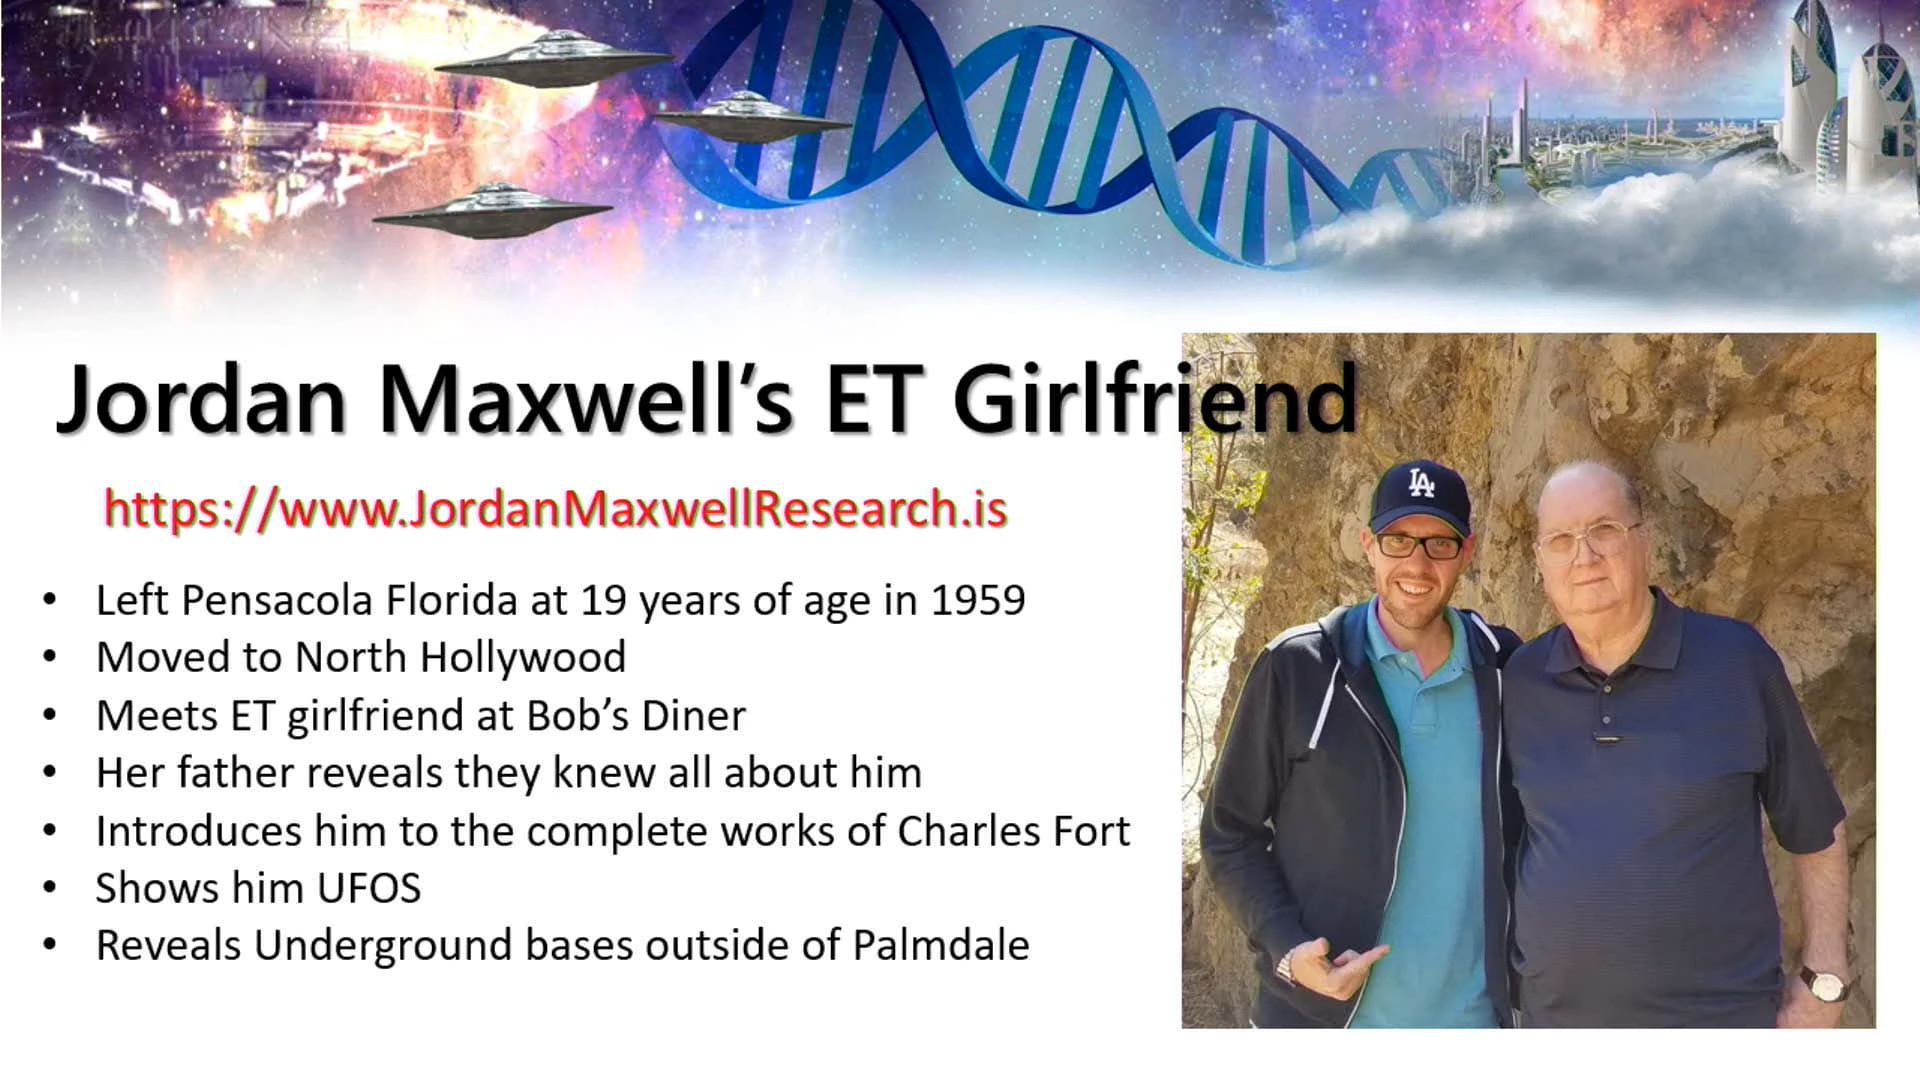 Jordan Maxwell’s ET Girlfriend
https://www.JordanMaxwellResearch.is
• Left Pensacola Florida at 19 years of age in 1959
• Moved to North Hollywood
• Meets ET girlfriend at Bob’s Diner
• Her father reveals they knew all about him
• Introduces him to the complete works of Charles Fort
• Shows him UFOS
• Reveals Underground bases outside of Palmdale
LA